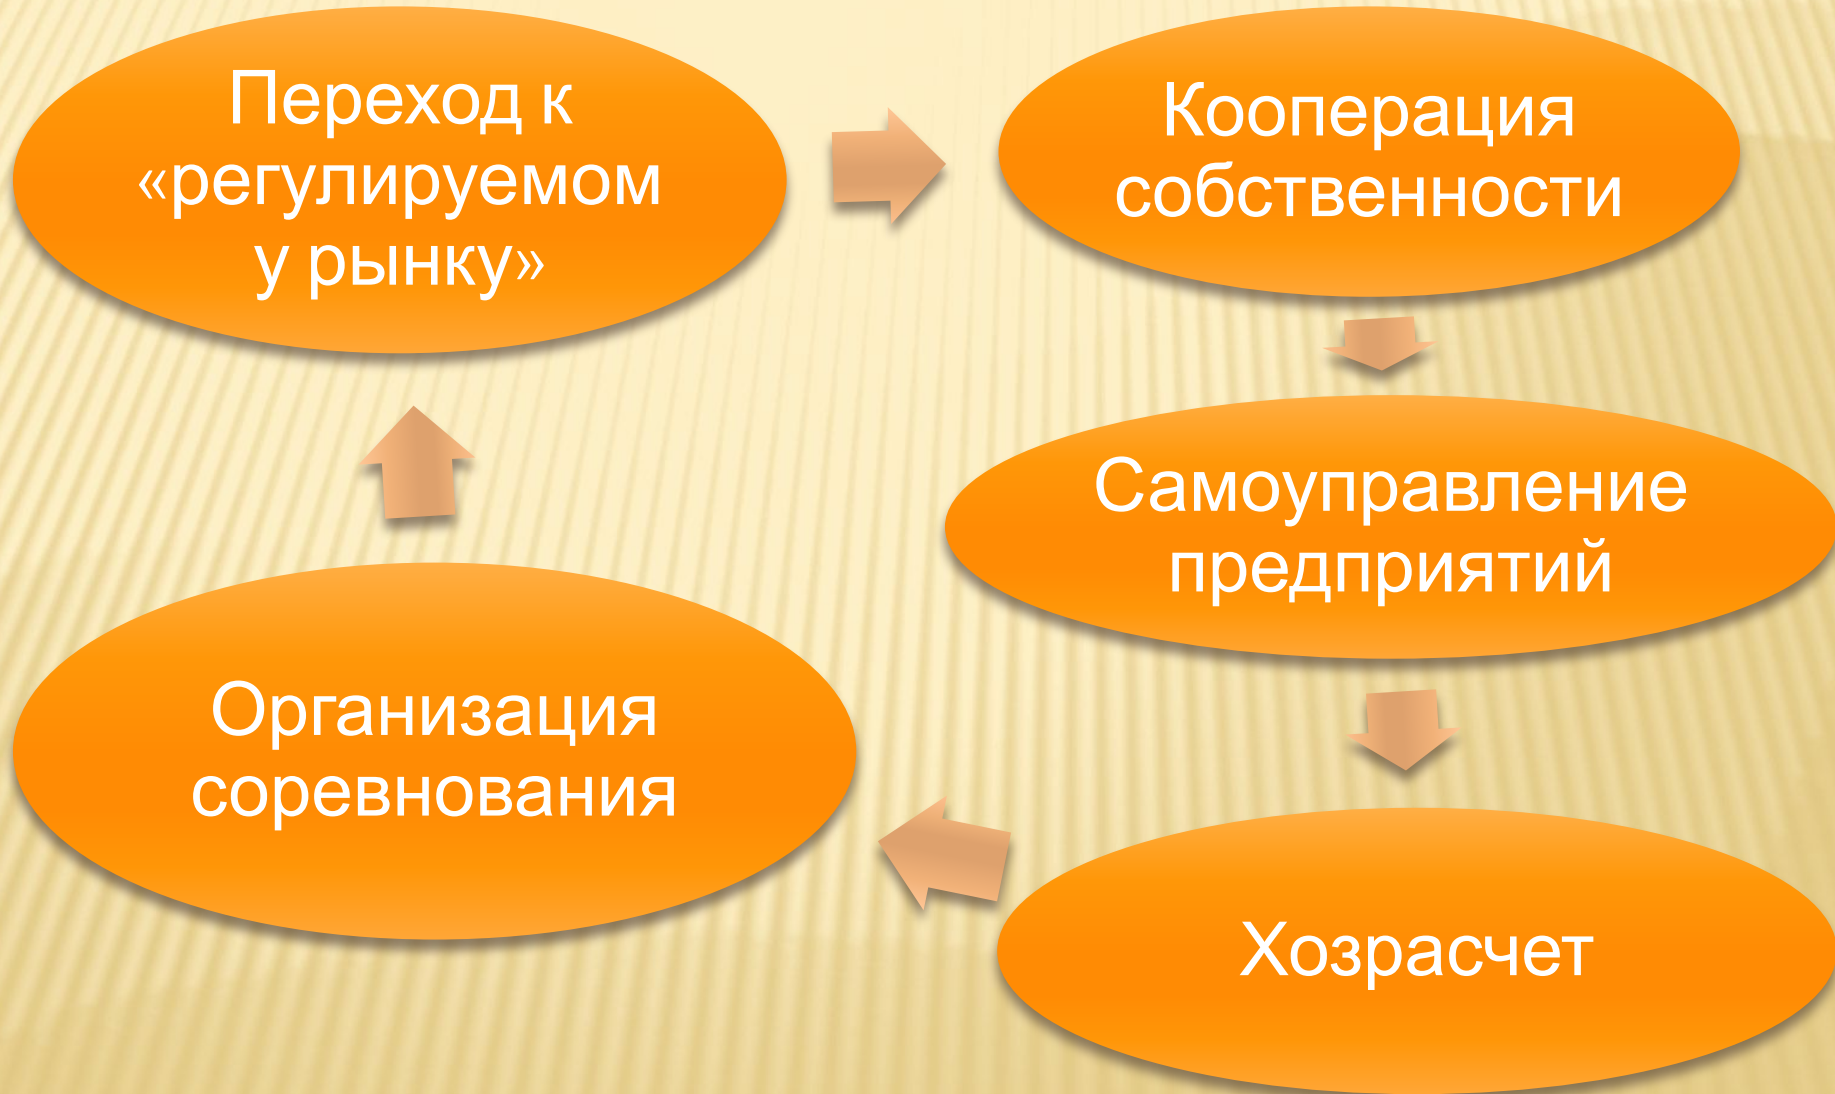 Переход к
«регулируемом
у рынку»
Кооперация
собственности
Самоуправление
предприятий
Хозрасчет
Организация
соревнования